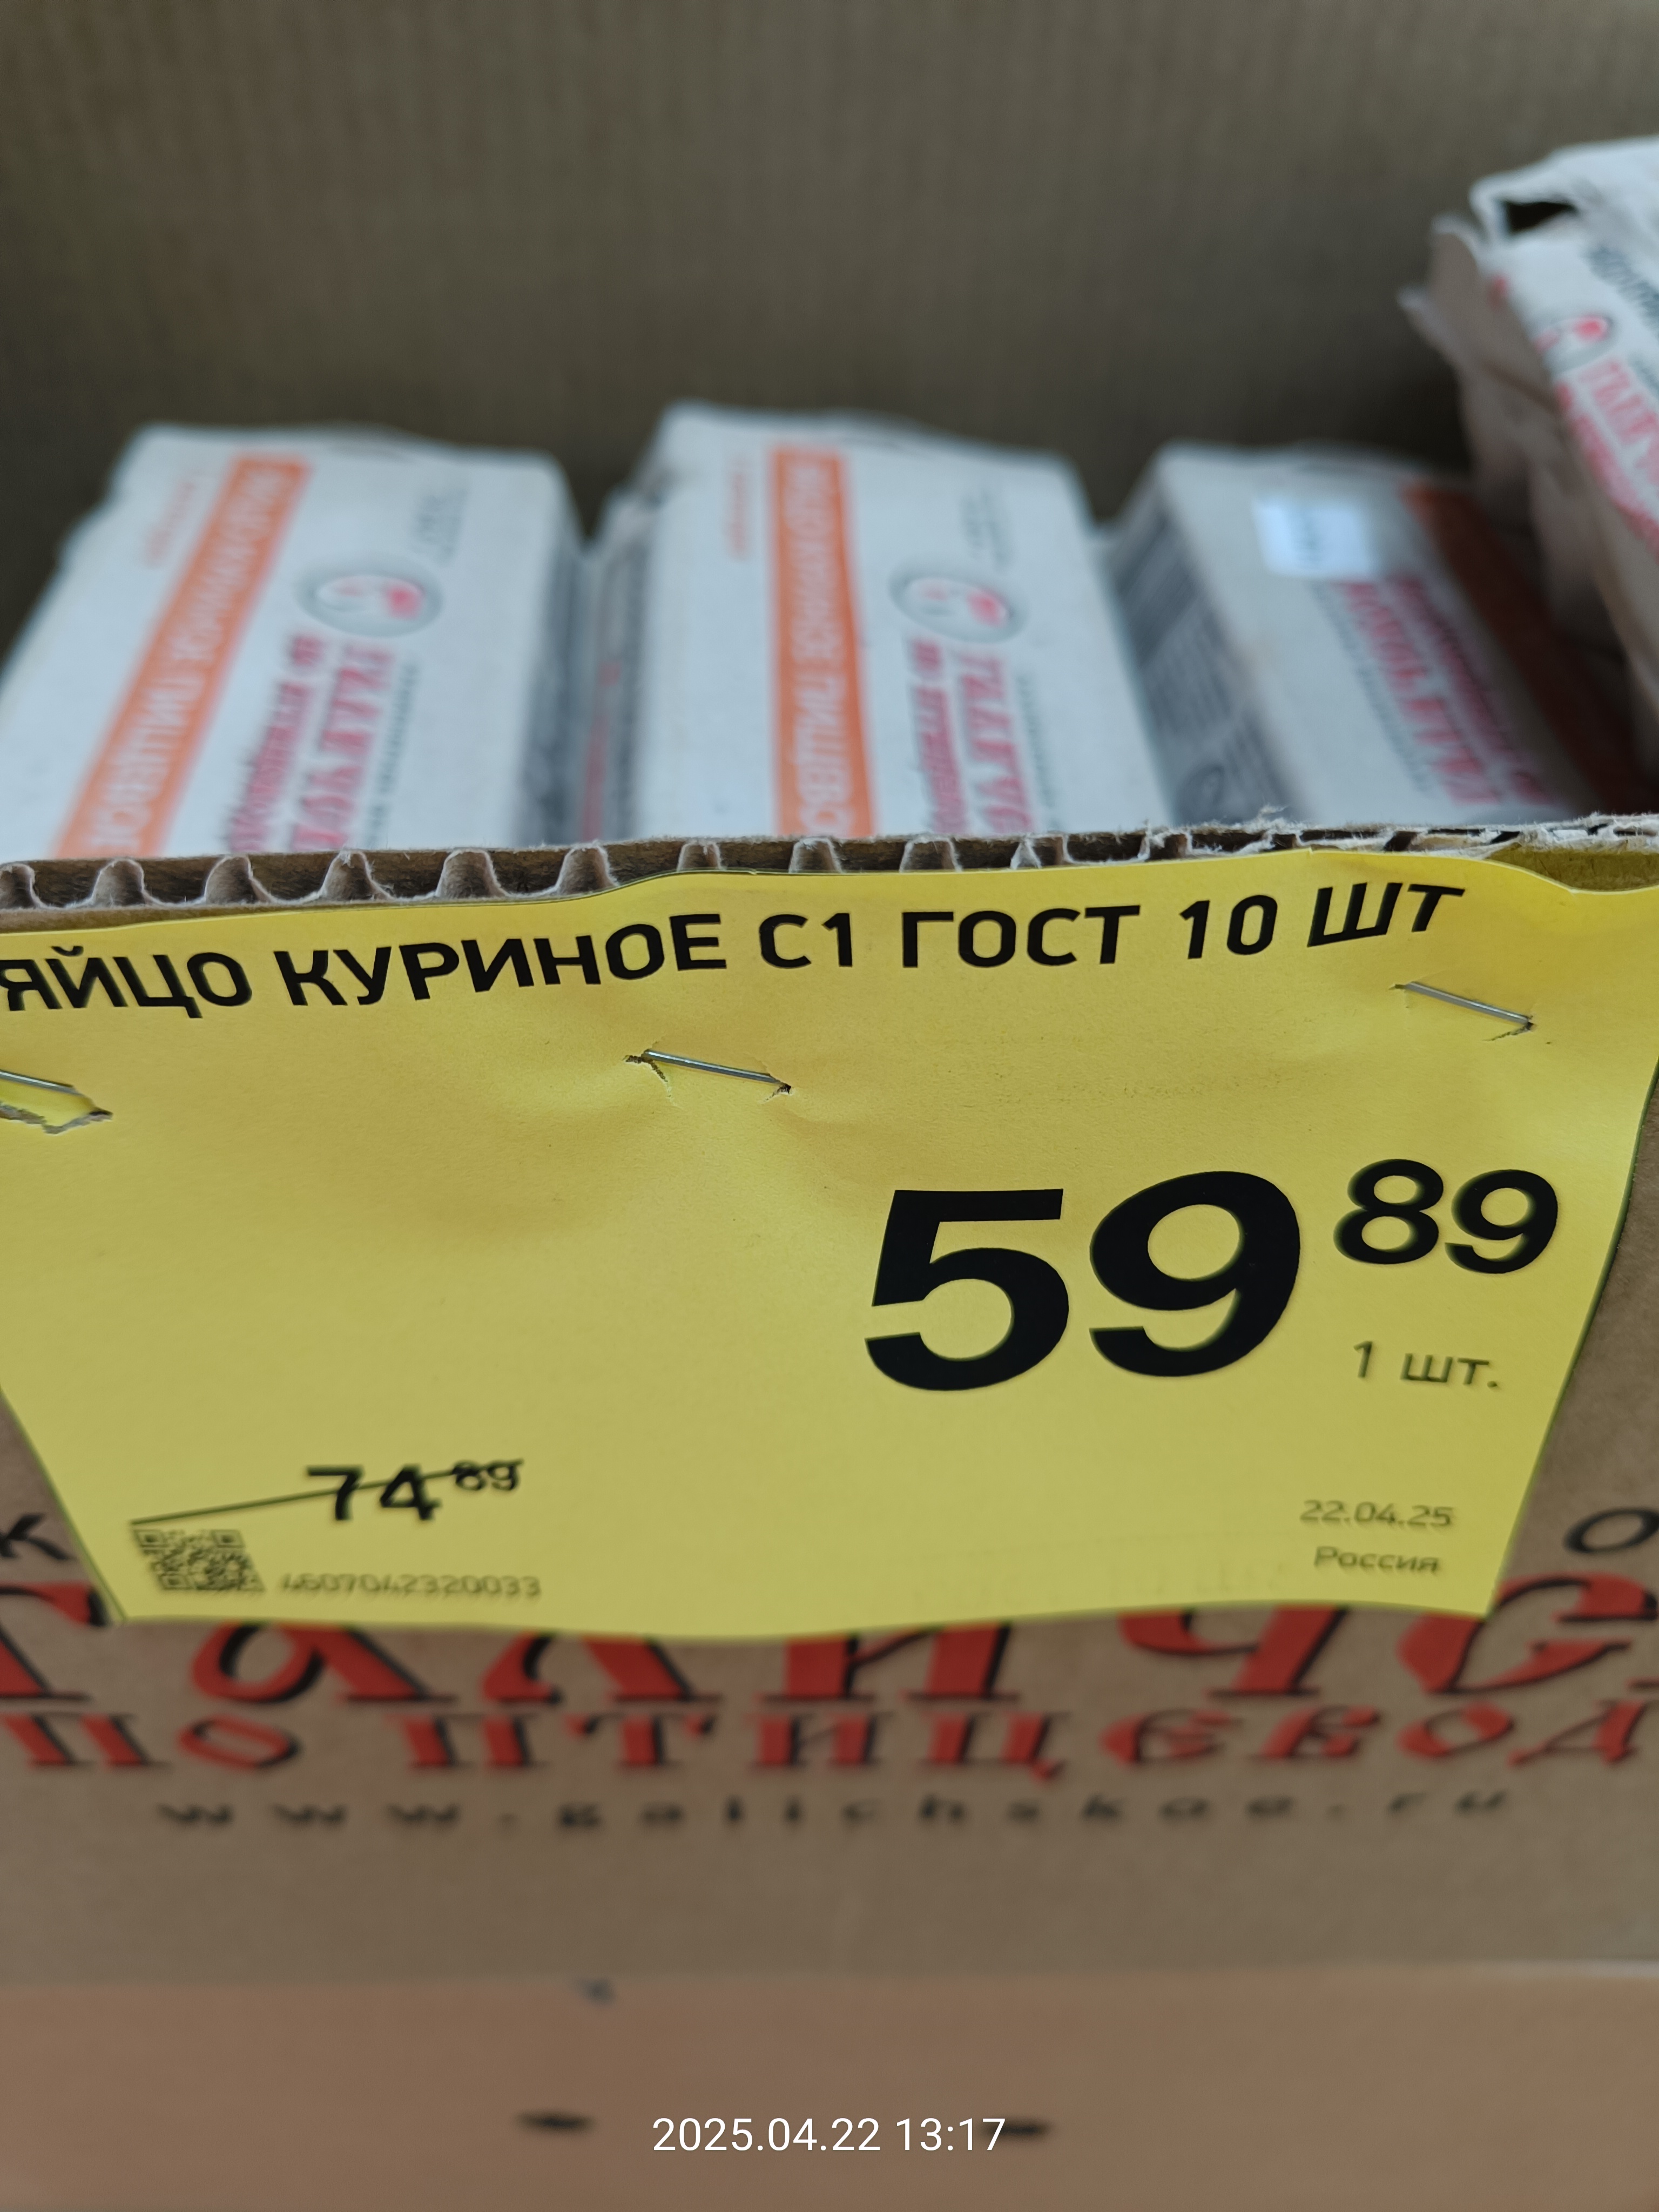 ЯЙЦО КУРИНОЕ С1 ГОСТ 10 ШТ
59 89
1 шт.
74 89
22.04.25
4607042320033
Россия
ГАЛИЧС
ПО ПТИЦЕВОД
www.galichskoe.ru
2025.04.22 13:17